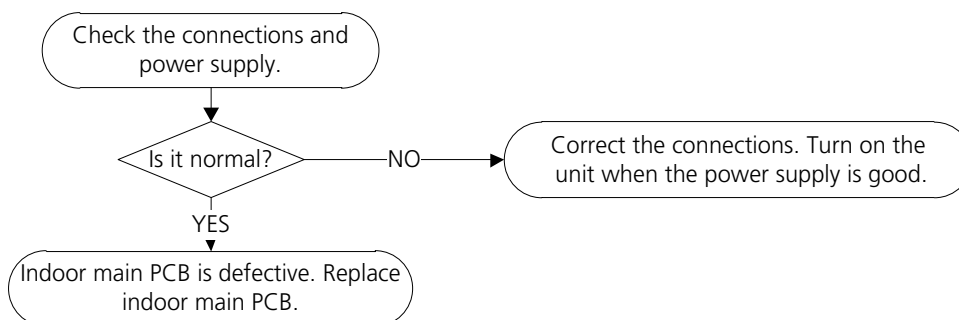 Check the connections and
power supply.
Is it normal?
NO
Correct the connections. Turn on the
unit when the power supply is good.
YES
Indoor main PCB is defective. Replace
indoor main PCB.